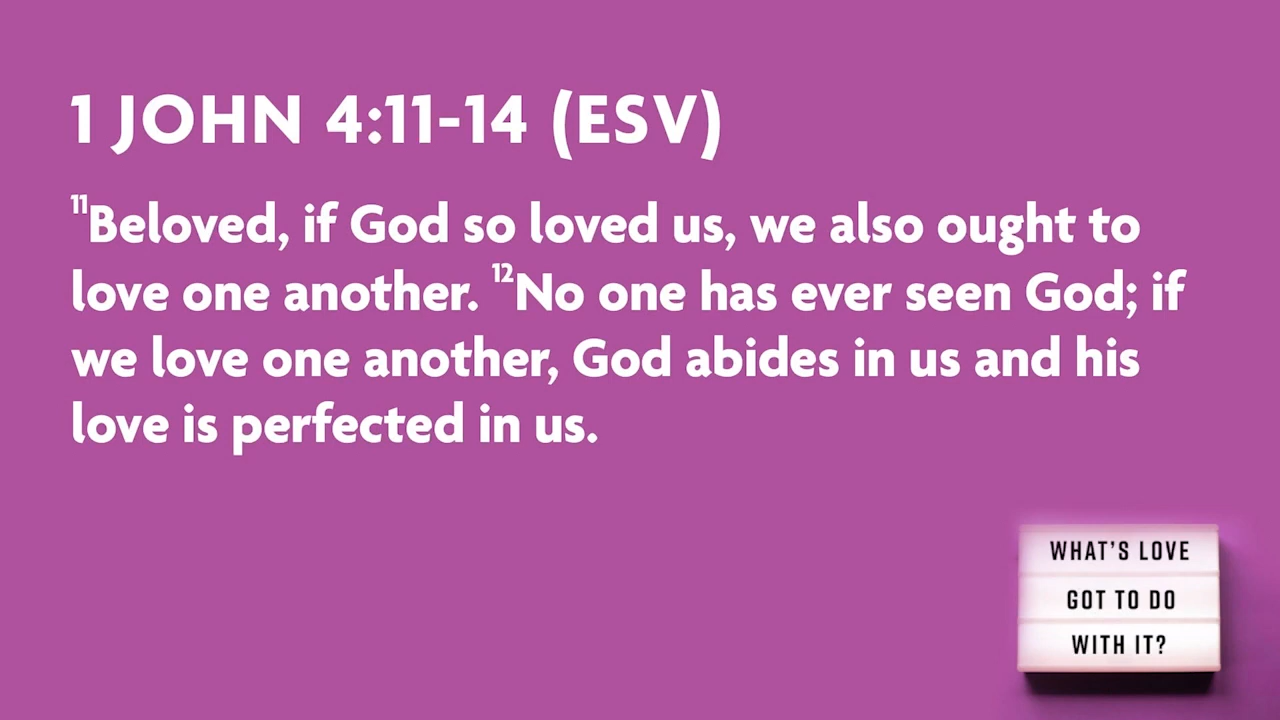 1 JOHN 4:11-14 (ESV)
11Beloved, if God so loved us, we also ought to
love one another. 12No one has ever seen God; if
we love one another, God abides in us and his
love is perfected in us.
WHAT'S LOVE
GOT TO DO
WITH IT?